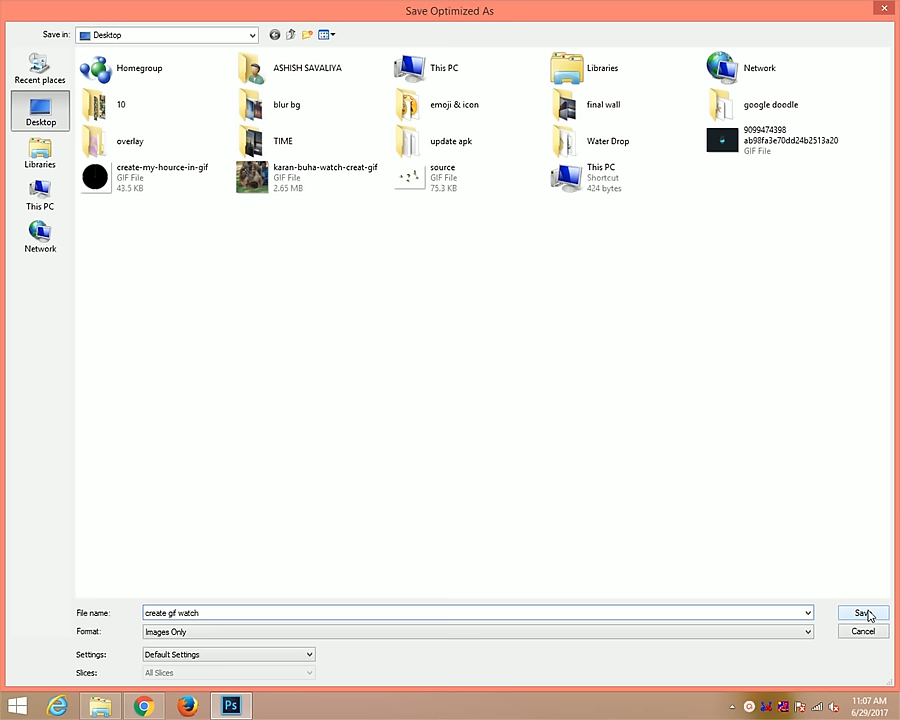 Save Optimized As
Save in:
Desktop
Recent places
Desktop
Libraries
This PC
Network
Homegroup
ASHISH SAVALIYA
This PC
Libraries
Network
10
blur bg
emoji & icon
final wall
google doodle
overlay
TIME
update apk
Water Drop
9099474398
ab98fa3e70dd24b2513a20
GIF File
create-my-hource-in-gif
GIF File
43.5 KB
karan-buha-watch-creat-gif
GIF File
2.65 MB
source
GIF File
75.3 KB
This PC
Shortcut
424 bytes
File name:
create gif watch
Save
Format:
Images Only
Cancel
Settings:
Default Settings
Slices:
All Slices
Ps
11:07 AM
6/29/2017